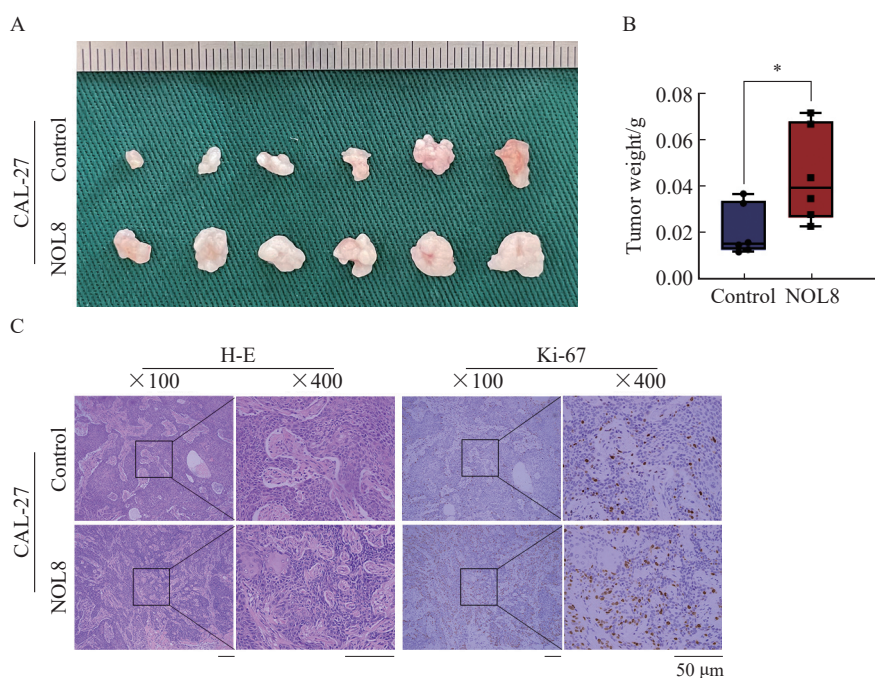 A
CAL-27
Control
NOL8
B
*
Tumor weight/g
0.08
0.06
0.04
0.02
0.00
Control NOL8
C
H-E
Ki-67
×100
×400
×100
×400
CAL-27
Control
NOL8
50 μm